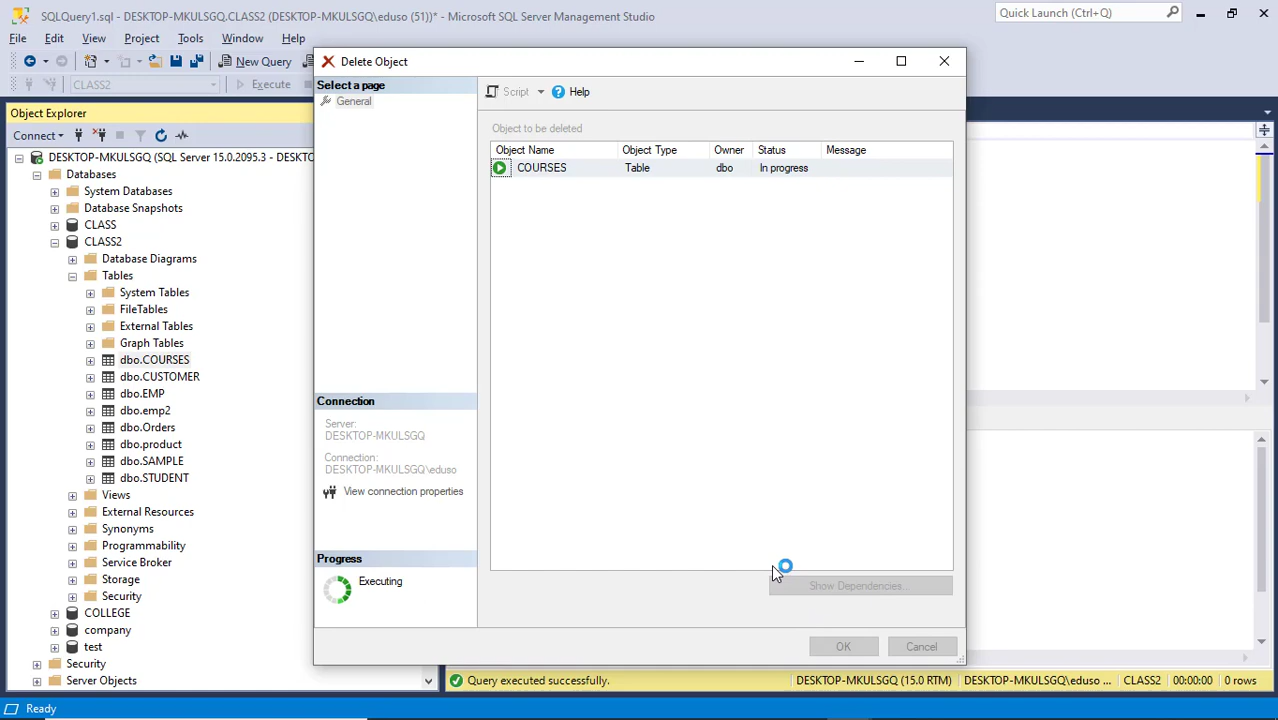 SQLQuery1.sql - DESKTOP-MKULSGQ.CLASS2 (DESKTOP-MKULSGQ\eduso (51))* - Microsoft SQL Server Management Studio
Quick Launch (Ctrl+Q)
File Edit View Project Tools Window Help
New Query
CLASS2
Execute
Object Explorer
Connect
DESKTOP-MKULSGQ (SQL Server 15.0.2095.3 - DESKTO
Databases
System Databases
Database Snapshots
CLASS
CLASS2
Database Diagrams
Tables
System Tables
FileTables
External Tables
Graph Tables
dbo.COURSES
dbo.CUSTOMER
dbo.EMP
dbo.emp2
dbo.Orders
dbo.product
dbo.SAMPLE
dbo.STUDENT
Views
External Resources
Synonyms
Programmability
Service Broker
Storage
Security
COLLEGE
company
test
Security
Server Objects
Delete Object
Select a page
General
Connection
Server:
DESKTOP-MKULSGQ
Connection:
DESKTOP-MKULSGQ\eduso
View connection properties
Progress
Executing
Script Help
Object to be deleted
Object Name Object Type Owner Status Message
COURSES Table dbo In progress
Show Dependencies...
OK Cancel
Query executed successfully. DESKTOP-MKULSGQ (15.0 RTM) DESKTOP-MKULSGQ\eduso ... CLASS2 00:00:00 0 rows
Ready